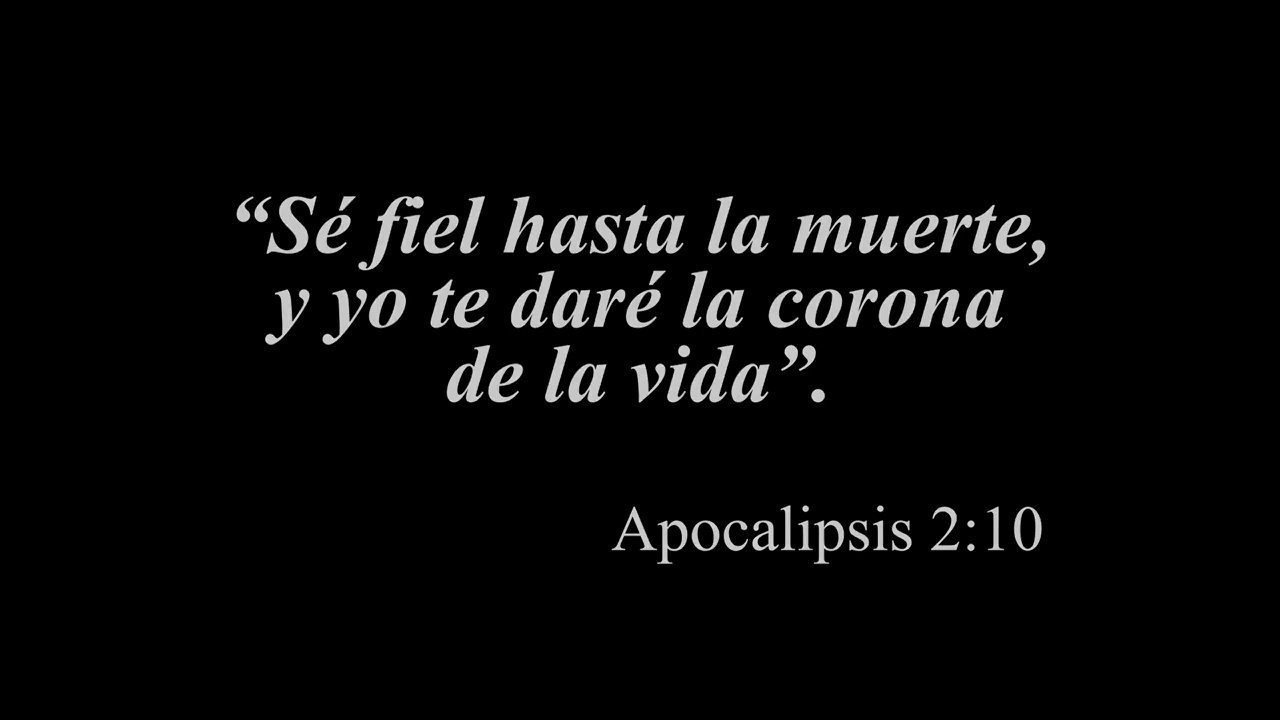 “Sé fiel hasta la muerte,
y yo te daré la corona
de la vida”.
Apocalipsis 2:10